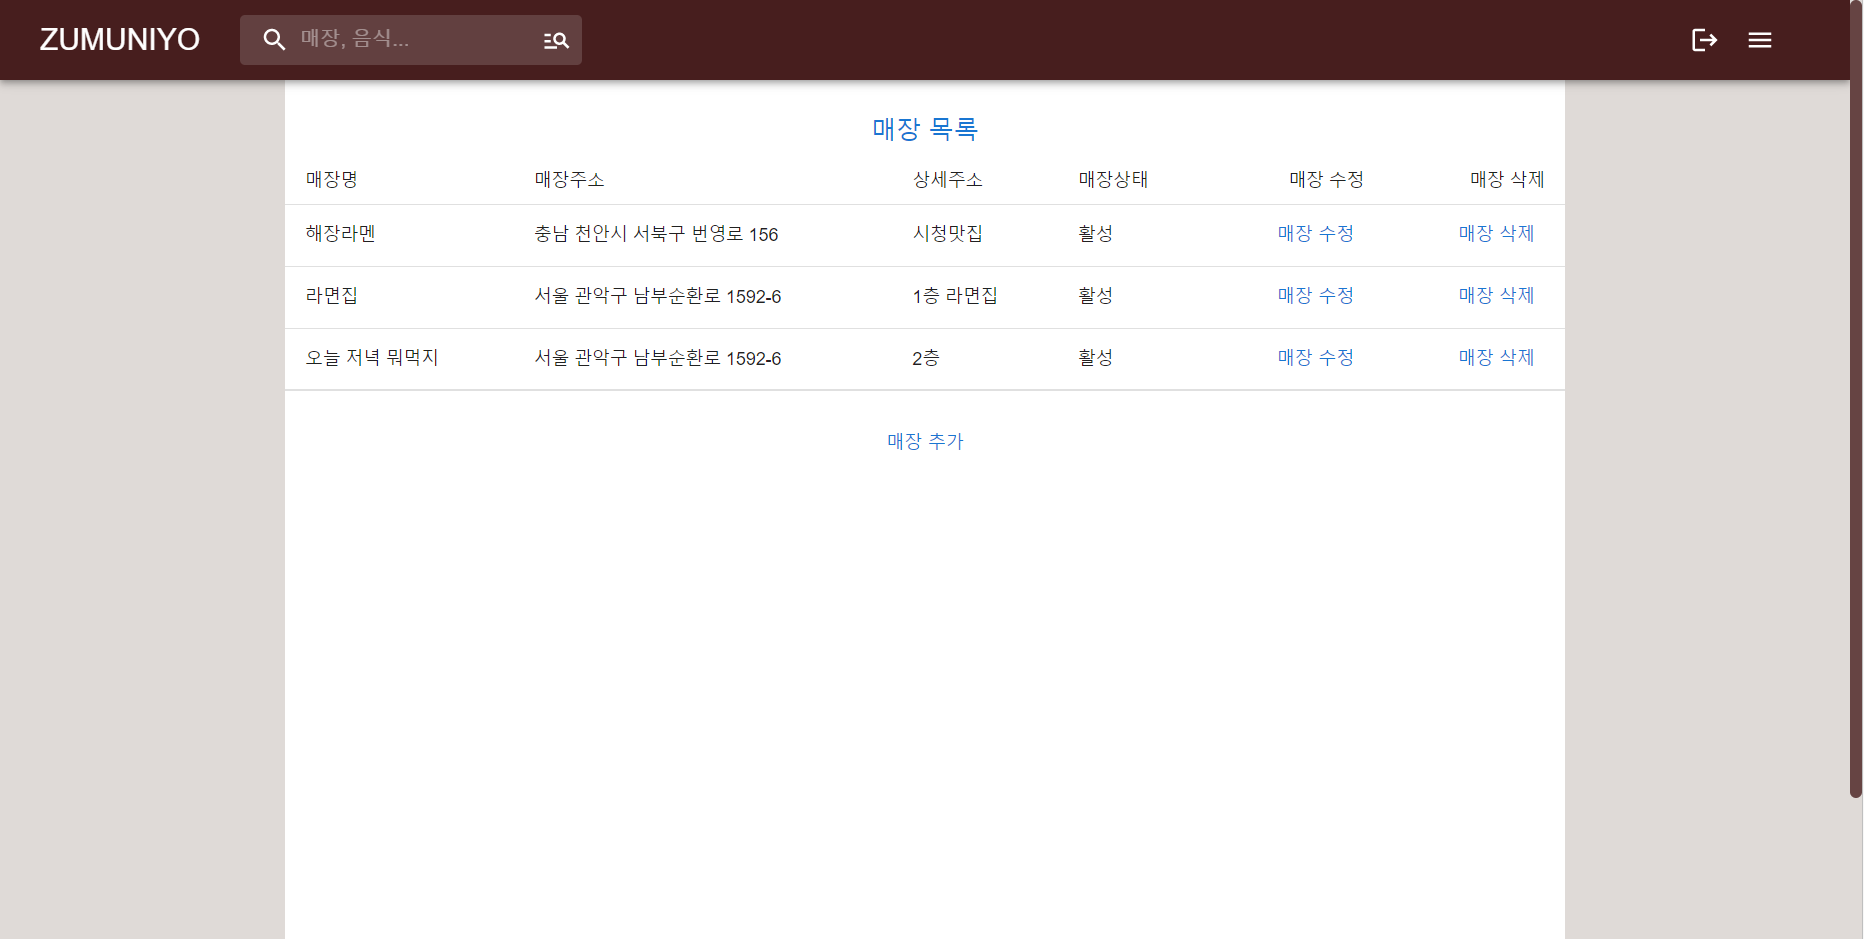 ZUMUNIYO 매장, 음식...
매장 목록
매장명 매장주소 상세주소 매장상태 매장 수정 매장 삭제
해장라멘 충남 천안시 서북구 번영로 156 시청맛집 활성 매장 수정 매장 삭제
라면집 서울 관악구 남부순환로 1592-6 1층 라면집 활성 매장 수정 매장 삭제
오늘 저녁 뭐먹지 서울 관악구 남부순환로 1592-6 2층 활성 매장 수정 매장 삭제
매장 추가